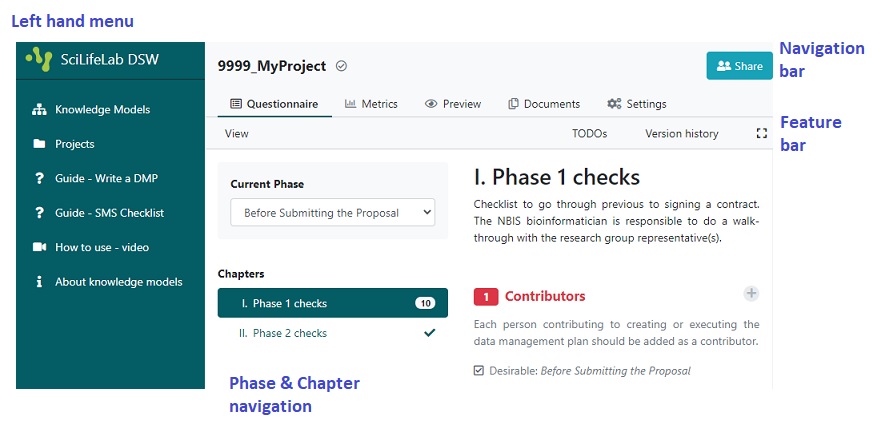 Left hand menu
SciLifeLab DSW
Knowledge Models
Projects
? Guide - Write a DMP
? Guide - SMS Checklist
How to use - video
i About knowledge models
9999_MyProject
Share
Navigation
bar
Questionnaire Metrics Preview Documents Settings
Feature
bar
View TODOs Version history
Current Phase
Before Submitting the Proposal
Chapters
I. Phase 1 checks 10
II. Phase 2 checks
Phase & Chapter
navigation
I. Phase 1 checks
Checklist to go through previous to signing a contract.
The NBIS bioinformatician is responsible to do a walk-
through with the research group representative(s).
1 Contributors
Each person contributing to creating or executing the
data management plan should be added as a contributor.
Desirable: Before Submitting the Proposal